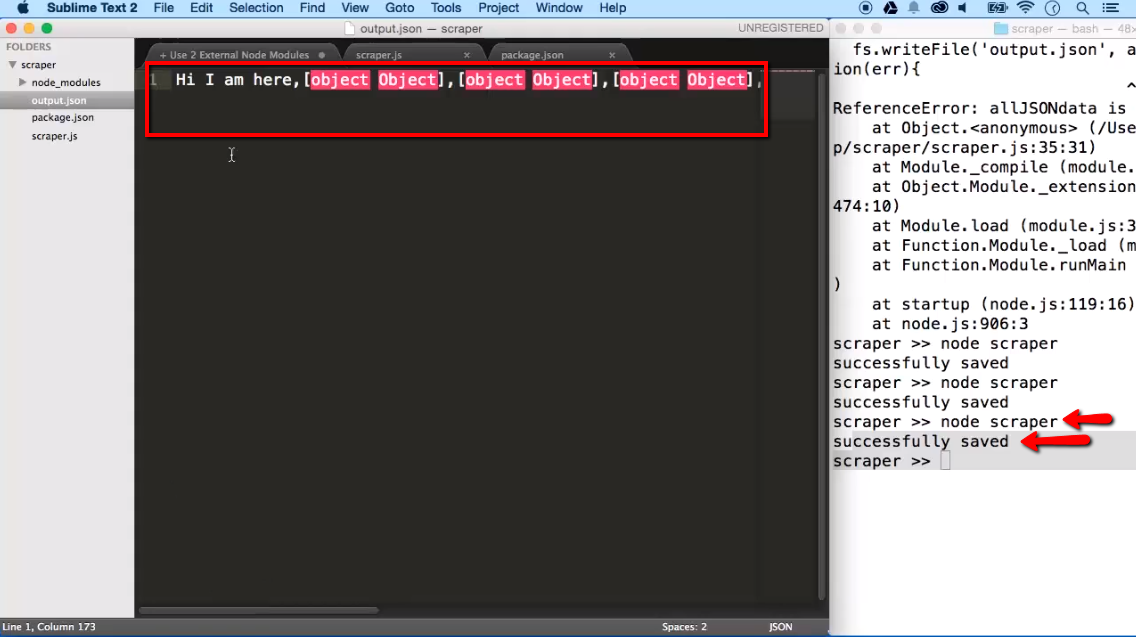 Sublime Text 2 File Edit Selection Find View Goto Tools Project Window Help
output.json — scraper
UNREGISTERED
FOLDERS
scraper
node_modules
output.json
package.json
scraper.js
+ Use 2 External Node Modules
scraper.js ×
package.json ×
1 Hi I am here,[object Object],[object Object],[object Object],
Line 1, Column 173
Spaces: 2
JSON
scraper — bash — 48×
fs.writeFile('output.json', a
ion(err){
^
ReferenceError: allJSONdata is
at Object.<anonymous> (/Use
p/scraper/scraper.js:35:31)
at Module._compile (module.
at Object.Module._extension
474:10)
at Module.load (module.js:3
at Function.Module._load (m
at Function.Module.runMain
)
at startup (node.js:119:16)
at node.js:906:3
scraper >> node scraper
successfully saved
scraper >> node scraper
successfully saved
scraper >> node scraper
successfully saved
scraper >>